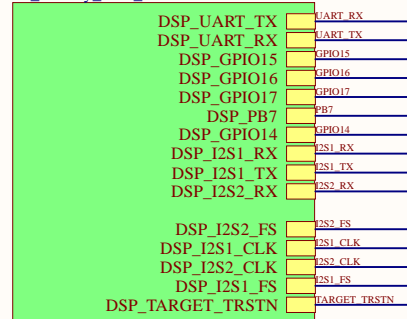 DSP_UART_TX UART_RX
DSP_UART_RX UART_TX
DSP_GPIO15 GPIO15
DSP_GPIO16 GPIO16
DSP_GPIO17 GPIO17
DSP_PB7 PB7
DSP_GPIO14 GPIO14
DSP_I2S1_RX I2S1_RX
DSP_I2S1_TX I2S1_TX
DSP_I2S2_RX I2S2_RX
DSP_I2S2_FS I2S2_FS
DSP_I2S1_CLK I2S1_CLK
DSP_I2S2_CLK I2S2_CLK
DSP_I2S1_FS I2S1_FS
DSP_TARGET_TRSTN TARGET_TRSTN